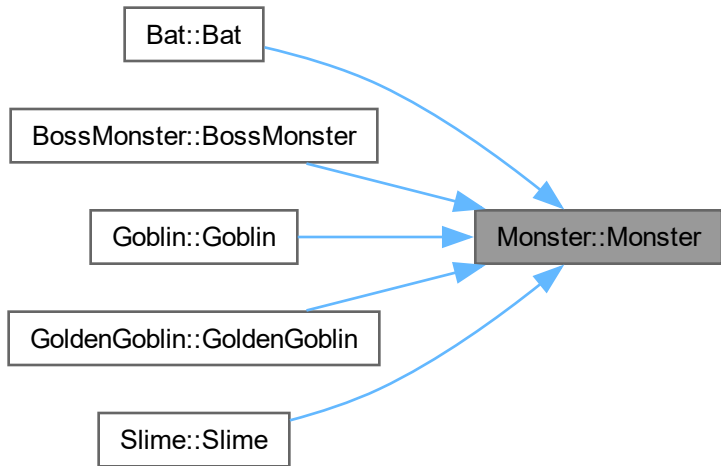 Bat::Bat
BossMonster::BossMonster
Goblin::Goblin
Monster::Monster
GoldenGoblin::GoldenGoblin
Slime::Slime